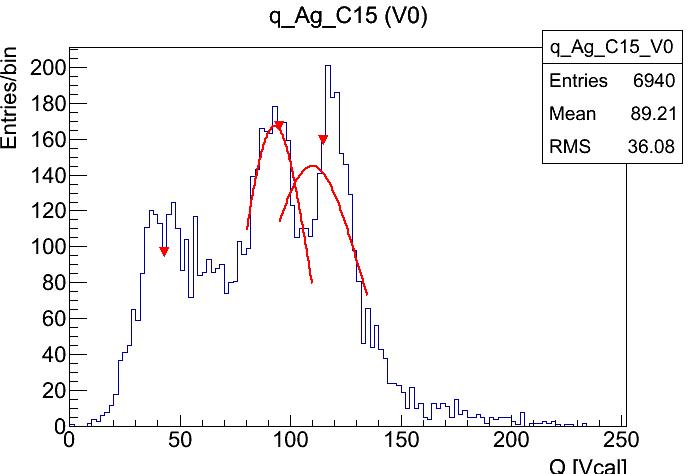 q_Ag_C15 (V0)
q_Ag_C15_V0
Entries 6940
Mean 89.21
RMS 36.08
Entries/bin
200
180
160
140
120
100
80
60
40
20
0
0 50 100 150 200 250
Q [Vcal]